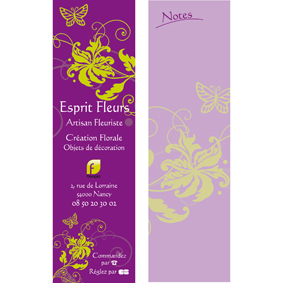 Esprit Fleurs
Artisan Fleuriste
Création Florale
Objets de décoration
2, rue de Lorraine
54000 Nancy
08 50 20 30 02
Commandez
par ☎
Réglez par
Notes